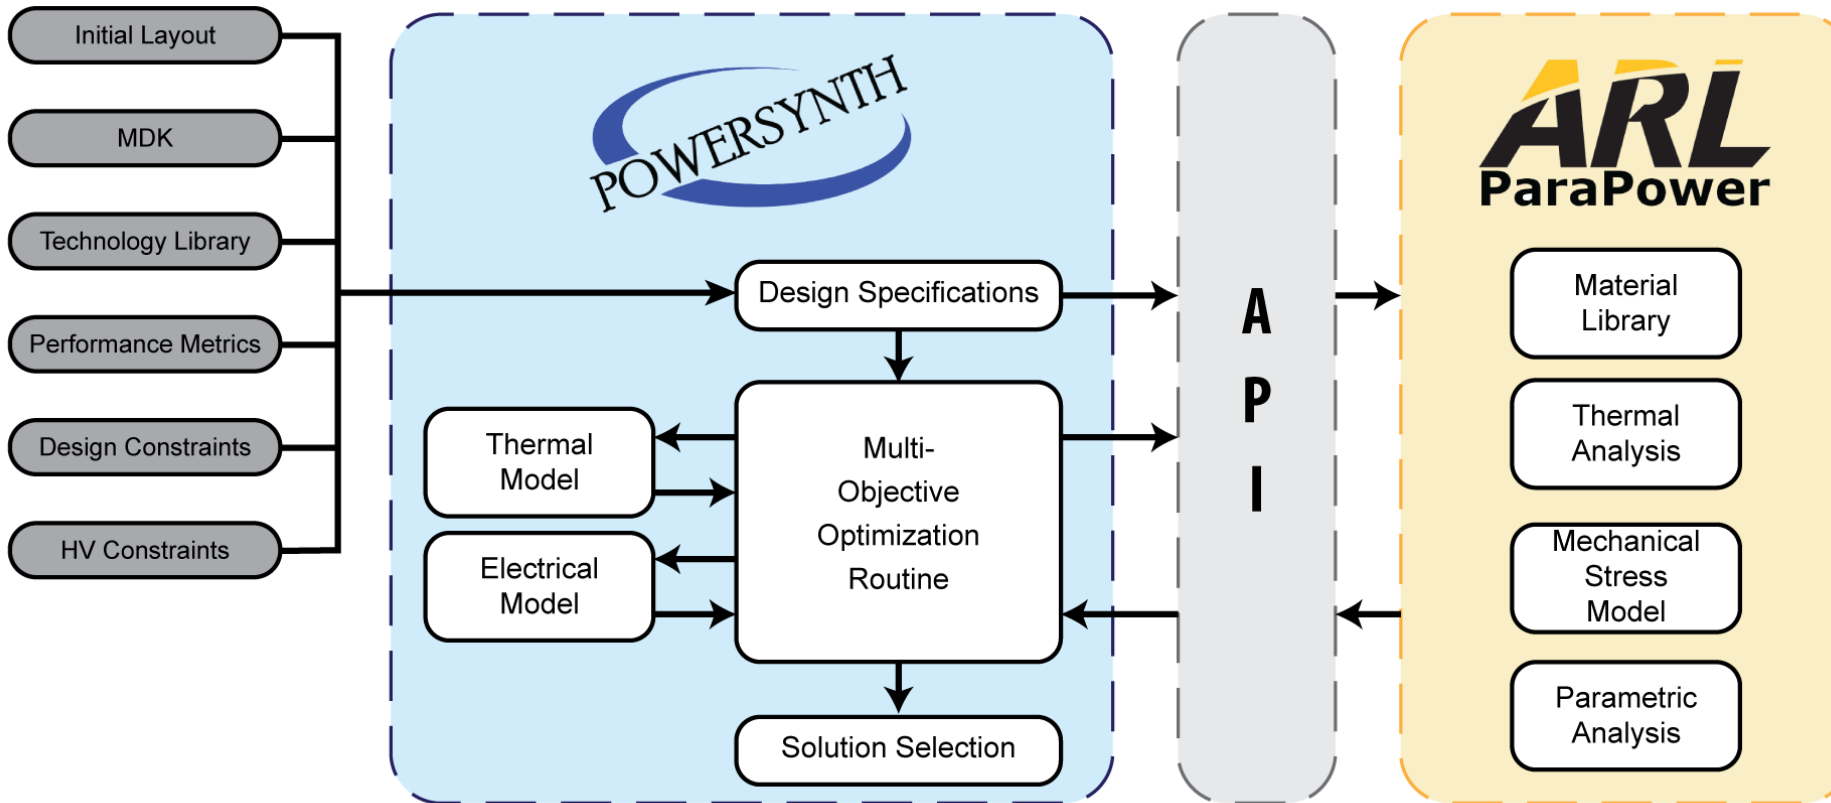 Initial Layout
MDK
Technology Library
Performance Metrics
Design Constraints
HV Constraints
POWERSYNTH
Design Specifications
Thermal
Model
Electrical
Model
Multi-
Objective
Optimization
Routine
Solution Selection
A
P
I
ARL
ParaPower
Material
Library
Thermal
Analysis
Mechanical
Stress
Model
Parametric
Analysis